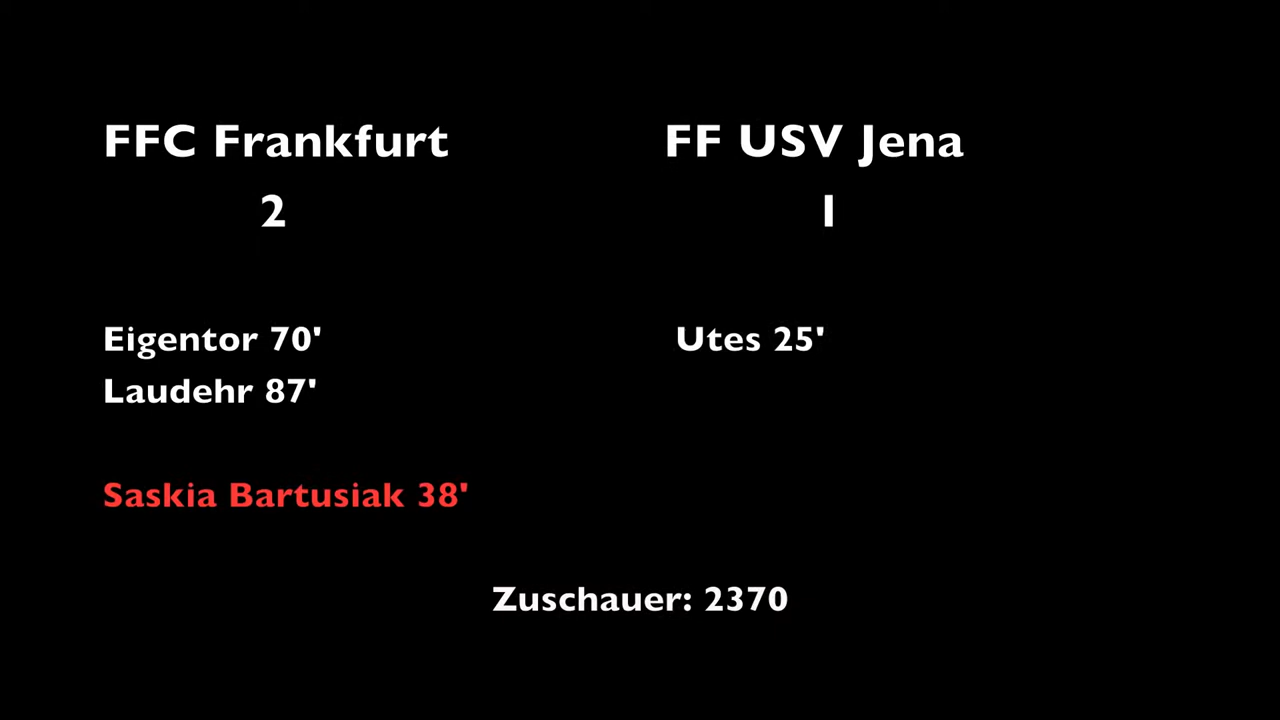 FFC Frankfurt FF USV Jena
2 1
Eigentor 70' Utes 25'
Laudehr 87'
Saskia Bartusiak 38'
Zuschauer: 2370